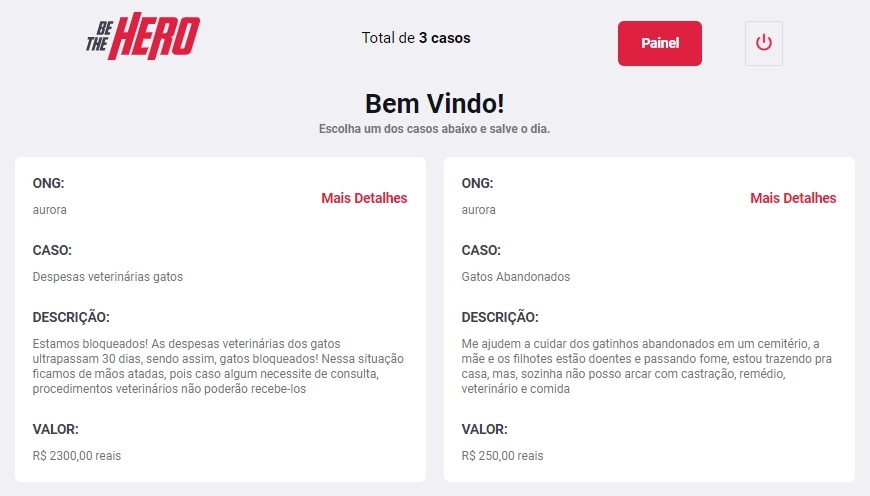 BE THE HERO
Total de 3 casos
Painel
Bem Vindo!
Escolha um dos casos abaixo e salve o dia.
ONG:
Mais Detalhes
aurora
CASO:
Despesas veterinárias gatos
DESCRIÇÃO:
Estamos bloqueados! As despesas veterinárias dos gatos
ultrapassam 30 dias, sendo assim, gatos bloqueados! Nessa situação
ficamos de mãos atadas, pois caso algum necessite de consulta,
procedimentos veterinários não poderão recebe-los
VALOR:
R$ 2300,00 reais
ONG:
Mais Detalhes
aurora
CASO:
Gatos Abandonados
DESCRIÇÃO:
Me ajudem a cuidar dos gatinhos abandonados em um cemitério, a
mãe e os filhotes estão doentes e passando fome, estou trazendo pra
casa, mas, sozinha não posso arcar com castração, remédio,
veterinário e comida
VALOR:
R$ 250,00 reais